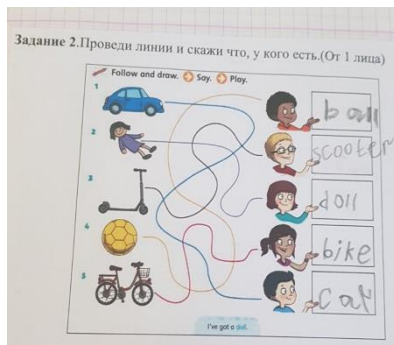 Задание 2.Проведи линии и скажи что, у кого есть.(От 1 лица)
Follow and draw. Say. Play.
1
ball
2
scooter
3
doll
4
bike
5
car
I've got a doll.